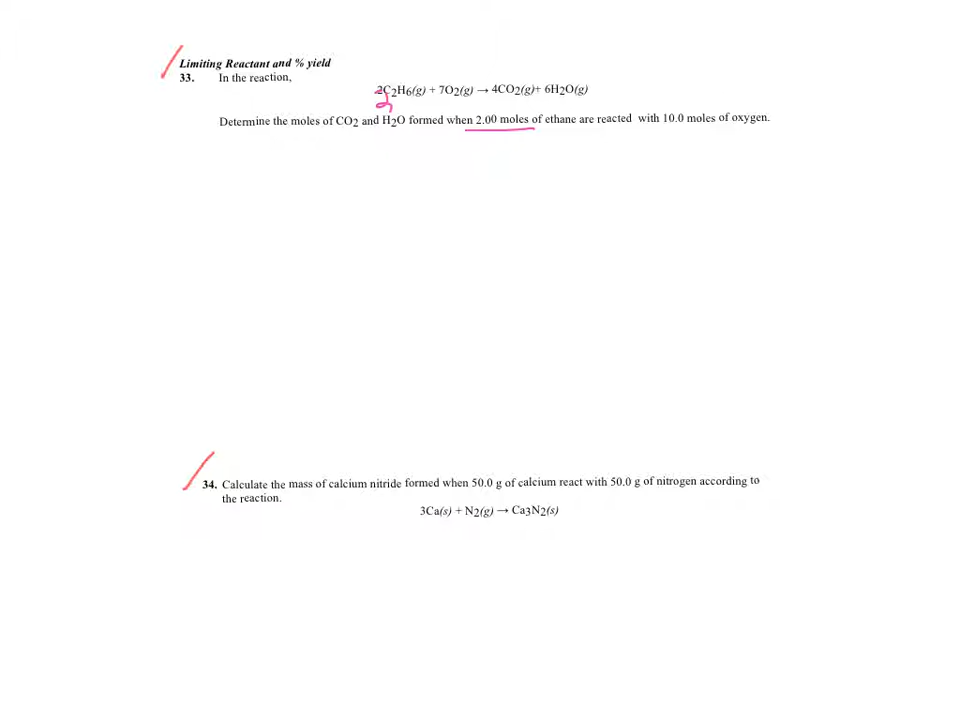 Limiting Reactant and % yield
33. In the reaction,
2C2H6(g) + 7O2(g) → 4CO2(g)+ 6H2O(g)
2
Determine the moles of CO2 and H2O formed when 2.00 moles of ethane are reacted with 10.0 moles of oxygen.
34. Calculate the mass of calcium nitride formed when 50.0 g of calcium react with 50.0 g of nitrogen according to
the reaction.
3Ca(s) + N2(g) → Ca3N2(s)